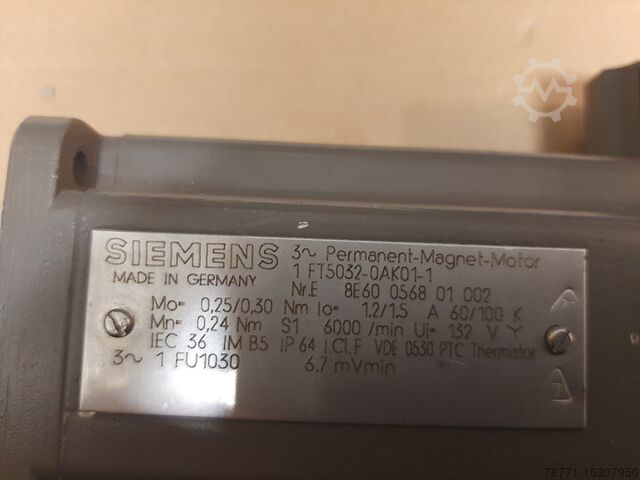 SIEMENS 3~ Permanent-Magnet-Motor
MADE IN GERMANY 1 FT5032-0AK01-1
Nr.E 8E60 0568 01 002
Mo= 0,25/0,30 Nm Io= 1.2/1.5 A 60/100 K
Mn= 0,24 Nm S1 6000 /min Ui= 132 V Y
IEC 36 IM B5 IP 64 I.Cl.F VDE 0530 PTC Thermistor
3~ 1 FU1030 6.7 mVmin
78771-16307950